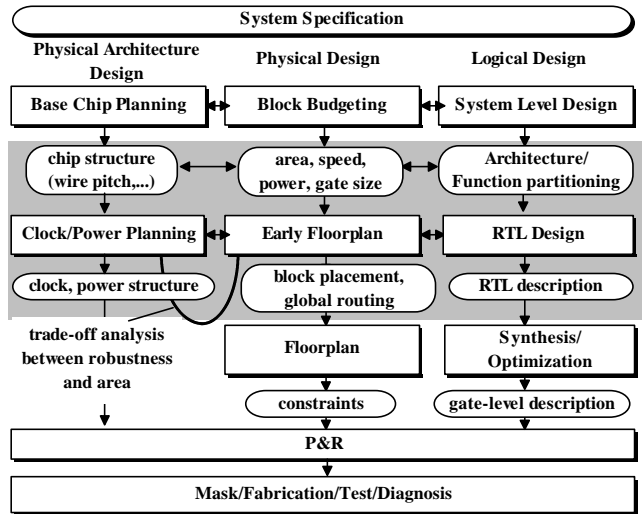 System Specification
Physical Architecture
Design
Physical Design
Logical Design
Base Chip Planning
Block Budgeting
System Level Design
chip structure
(wire pitch,...)
area, speed,
power, gate size
Architecture/
Function partitioning
Clock/Power Planning
Early Floorplan
RTL Design
clock, power structure
block placement,
global routing
RTL description
trade-off analysis
between robustness
and area
Floorplan
Synthesis/
Optimization
constraints
gate-level description
P&R
Mask/Fabrication/Test/Diagnosis